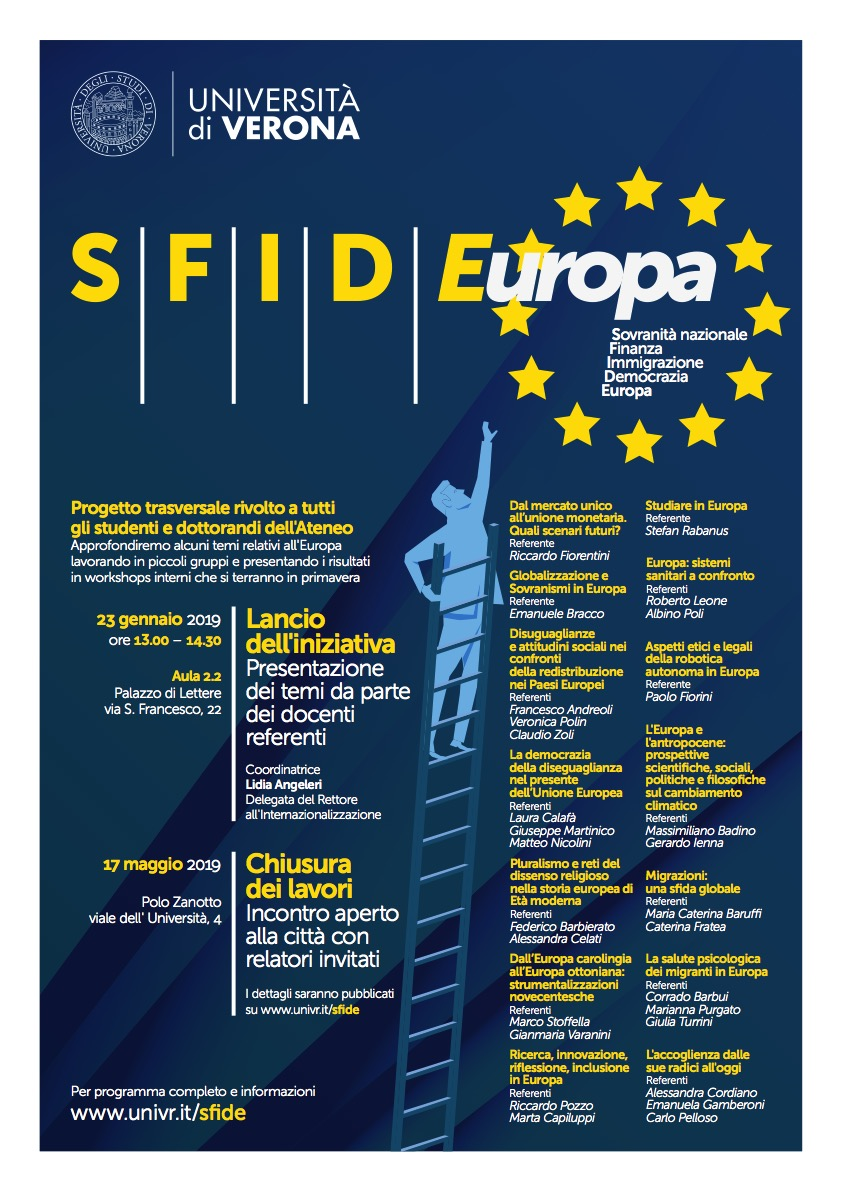 UNIVERSITÀ · DEGLI · STUDI · DI · VERONA
UNIVERSITÀ
di VERONA
S F I D Europa
Sovranità nazionale
Finanza
Immigrazione
Democrazia
Europa
Progetto trasversale rivolto a tutti
gli studenti e dottorandi dell'Ateneo
Approfondiremo alcuni temi relativi all'Europa
lavorando in piccoli gruppi e presentando i risultati
in workshops interni che si terranno in primavera
23 gennaio 2019
ore 13.00 – 14.30
Aula 2.2
Palazzo di Lettere
via S. Francesco, 22
Lancio
dell'iniziativa
Presentazione
dei temi da parte
dei docenti
referenti
Coordinatrice
Lidia Angeleri
Delegata del Rettore
all'Internazionalizzazione
17 maggio 2019
Polo Zanotto
viale dell' Università, 4
Chiusura
dei lavori
Incontro aperto
alla città con
relatori invitati
I dettagli saranno pubblicati
su www.univr.it/sfide
Per programma completo e informazioni
www.univr.it/sfide
Dal mercato unico
all'unione monetaria.
Quali scenari futuri?
Referente
Riccardo Fiorentini
Globalizzazione e
Sovranismi in Europa
Referente
Emanuele Bracco
Disuguaglianze
e attitudini sociali nei
confronti
della redistribuzione
nei Paesi Europei
Referenti
Francesco Andreoli
Veronica Polin
Claudio Zoli
La democrazia
della diseguaglianza
nel presente
dell'Unione Europea
Referenti
Laura Calafà
Giuseppe Martinico
Matteo Nicolini
Pluralismo e reti del
dissenso religioso
nella storia europea di
Età moderna
Referenti
Federico Barbierato
Alessandra Celati
Dall'Europa carolingia
all'Europa ottoniana:
strumentalizzazioni
novecentesche
Referenti
Marco Stoffella
Gianmaria Varanini
Ricerca, innovazione,
riflessione, inclusione
in Europa
Referenti
Riccardo Pozzo
Marta Capiluppi
Studiare in Europa
Referente
Stefan Rabanus
Europa: sistemi
sanitari a confronto
Referenti
Roberto Leone
Albino Poli
Aspetti etici e legali
della robotica
autonoma in Europa
Referente
Paolo Fiorini
L'Europa e
l'antropocene:
prospettive
scientifiche, sociali,
politiche e filosofiche
sul cambiamento
climatico
Referenti
Massimiliano Badino
Gerardo Ienna
Migrazioni:
una sfida globale
Referenti
Maria Caterina Baruffi
Caterina Fratea
La salute psicologica
dei migranti in Europa
Referenti
Corrado Barbui
Marianna Purgato
Giulia Turrini
L'accoglienza dalle
sue radici all'oggi
Referenti
Alessandra Cordiano
Emanuela Gamberoni
Carlo Pelloso